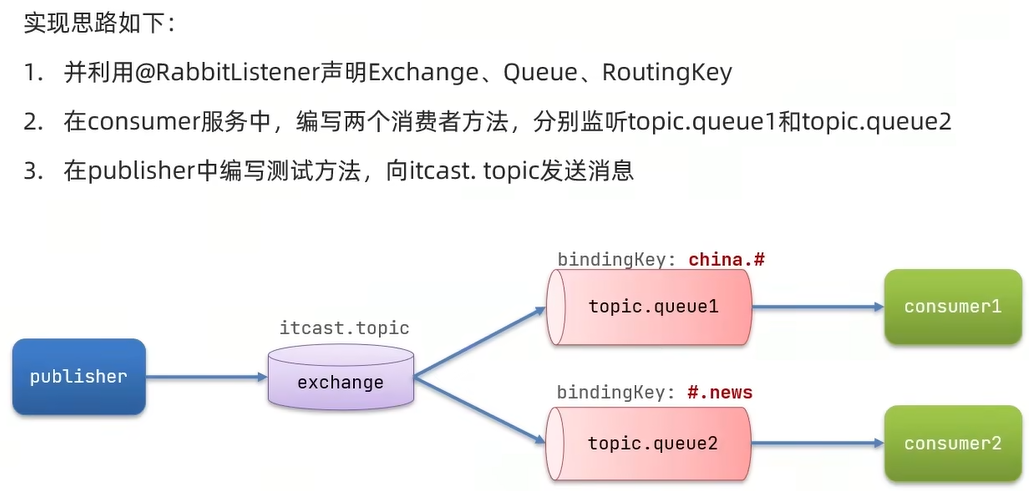 实现思路如下：
1. 并利用@RabbitListener声明Exchange、Queue、RoutingKey
2. 在consumer服务中，编写两个消费者方法，分别监听topic.queue1和topic.queue2
3. 在publisher中编写测试方法，向itcast. topic发送消息
bindingKey: china.#
topic.queue1
consumer1
itcast.topic
publisher
exchange
bindingKey: #.news
topic.queue2
consumer2